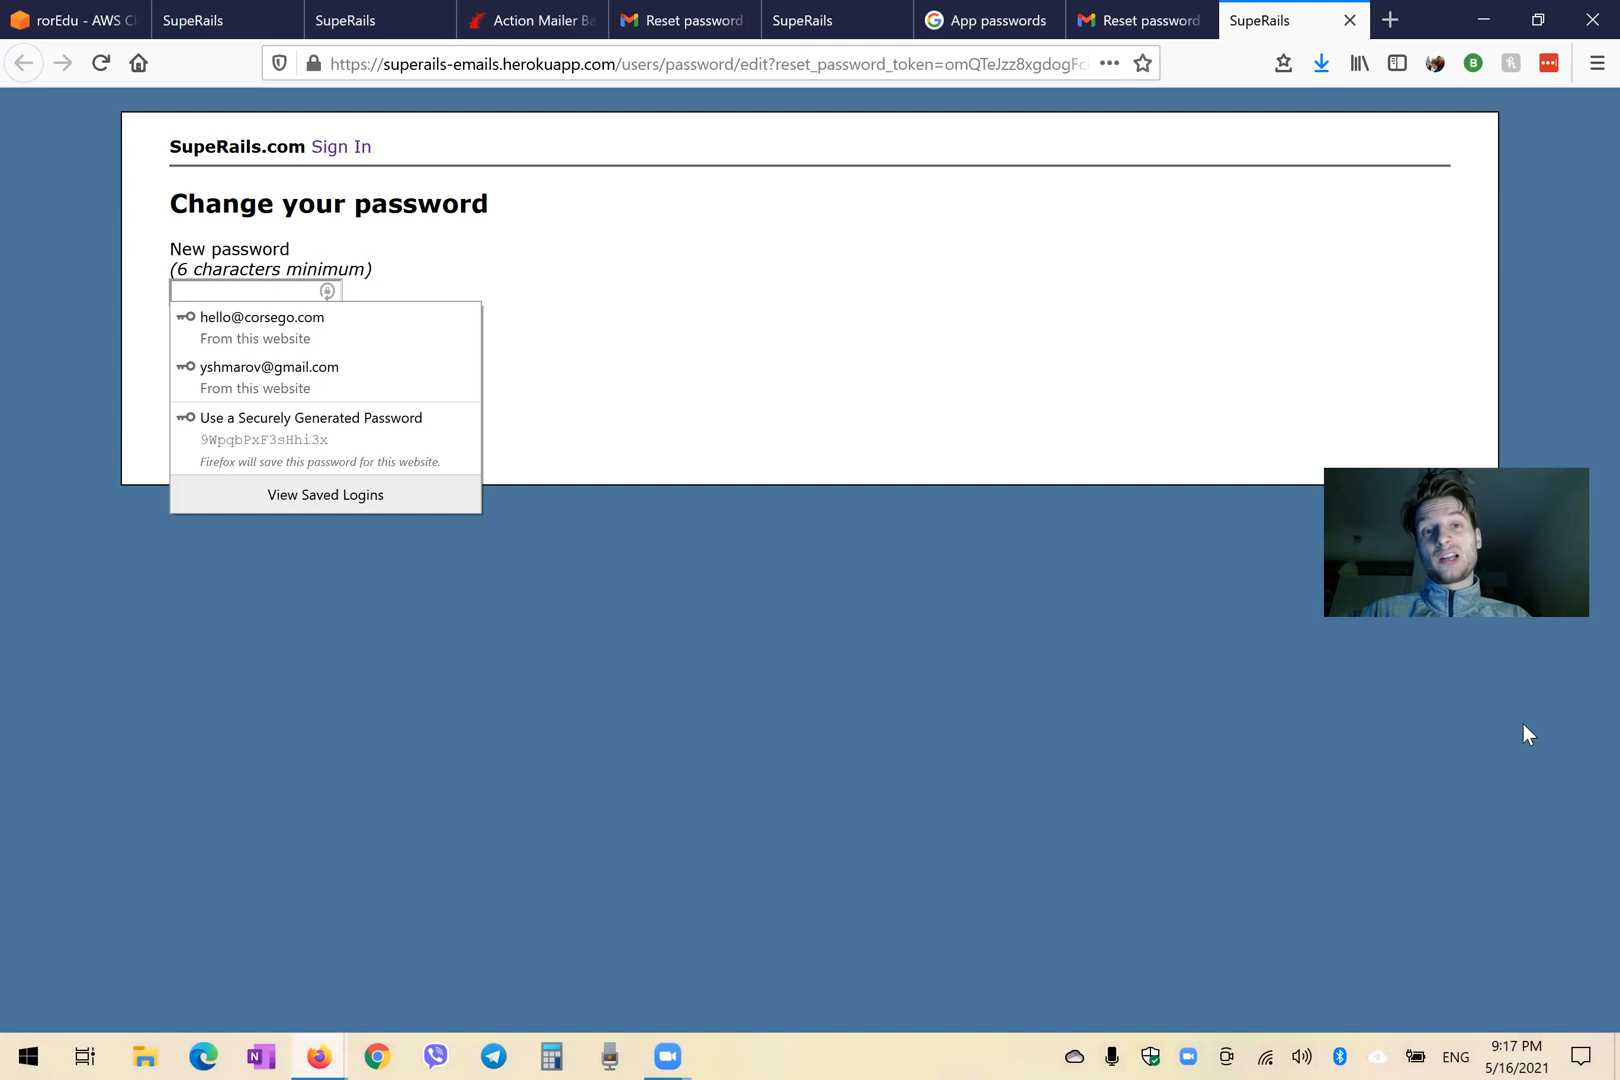 rorEdu - AWS C
SupeRails
SupeRails
Action Mailer Ba
Reset password
SupeRails
App passwords
Reset password
SupeRails
https://superails-emails.herokuapp.com/users/password/edit?reset_password_token=omQTeJzz8xgdogFc
SupeRails.com Sign In
Change your password
New password
(6 characters minimum)
hello@corsego.com
From this website
yshmarov@gmail.com
From this website
Use a Securely Generated Password
9WpqbPxF3sHhi3x
Firefox will save this password for this website.
View Saved Logins
ENG
9:17 PM
5/16/2021